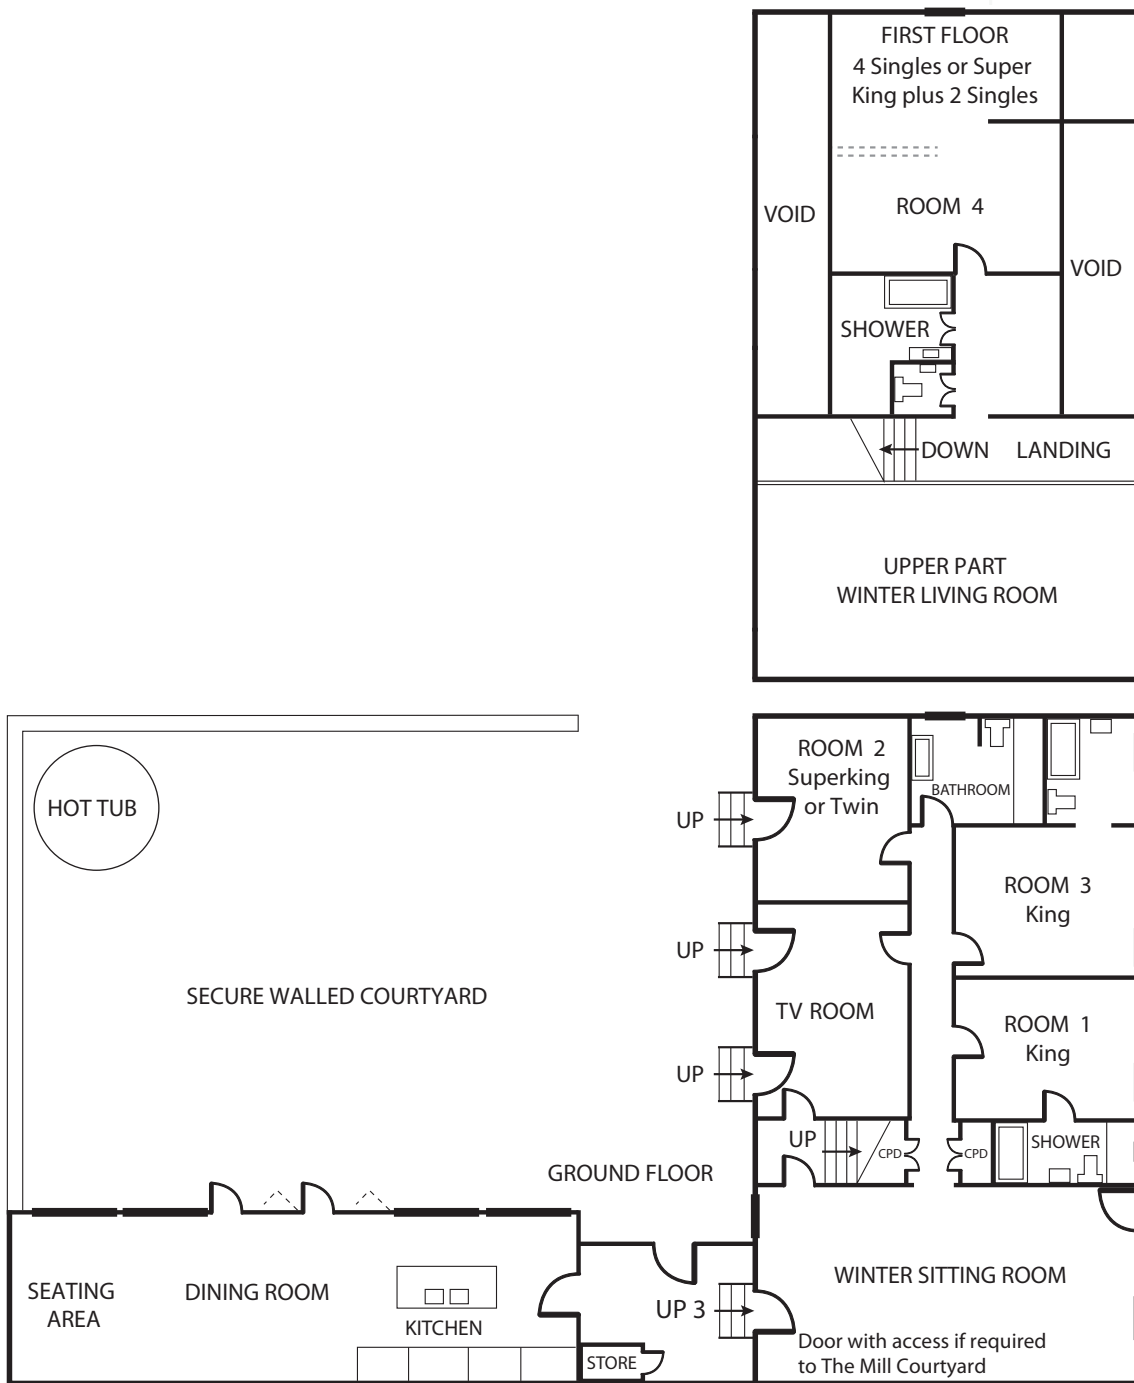 FIRST FLOOR
4 Singles or Super
King plus 2 Singles
VOID
ROOM 4
VOID
SHOWER
DOWN
LANDING
UPPER PART
WINTER LIVING ROOM
HOT TUB
ROOM 2
Superking
or Twin
BATHROOM
UP
ROOM 3
King
UP
SECURE WALLED COURTYARD
TV ROOM
ROOM 1
King
UP
UP
CPD
CPD
SHOWER
GROUND FLOOR
SEATING
AREA
DINING ROOM
KITCHEN
UP 3
WINTER SITTING ROOM
STORE
Door with access if required
to The Mill Courtyard